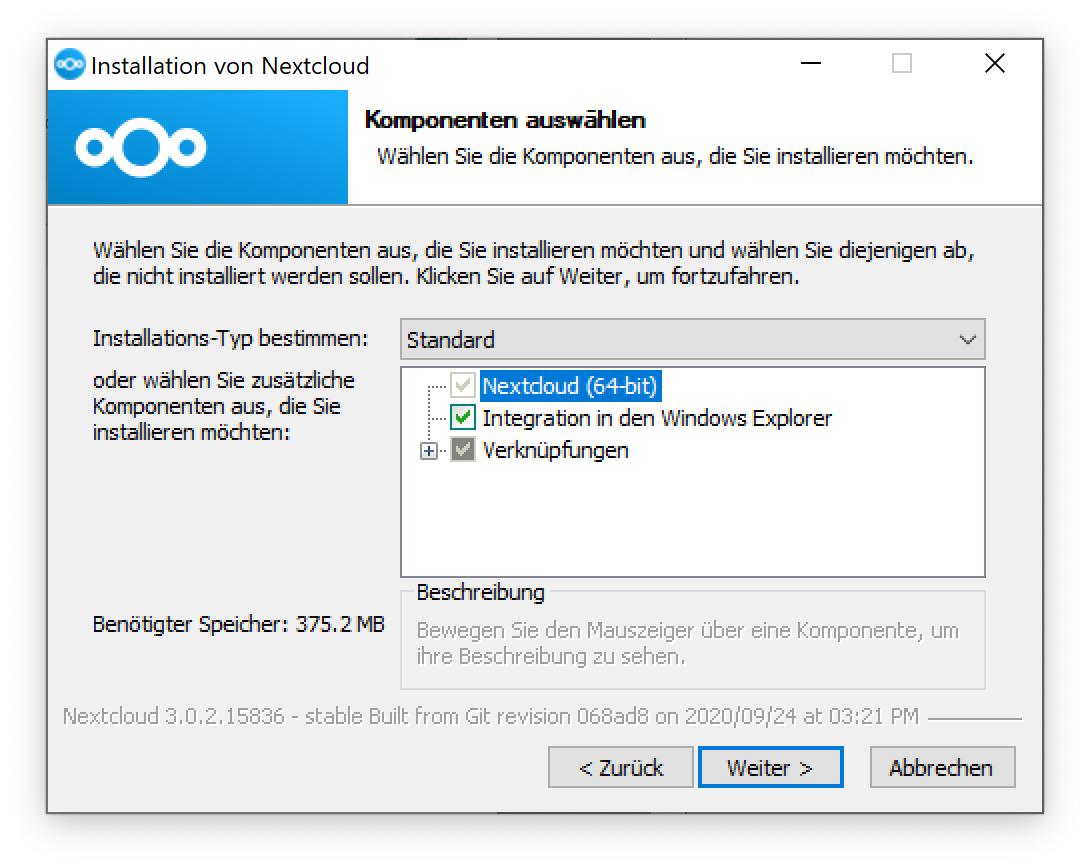 Installation von Nextcloud
Komponenten auswählen
Wählen Sie die Komponenten aus, die Sie installieren möchten.
Wählen Sie die Komponenten aus, die Sie installieren möchten und wählen Sie diejenigen ab,
die nicht installiert werden sollen. Klicken Sie auf Weiter, um fortzufahren.
Installations-Typ bestimmen:
Standard
oder wählen Sie zusätzliche
Komponenten aus, die Sie
installieren möchten:
Nextcloud (64-bit)
Integration in den Windows Explorer
Verknüpfungen
Benötigter Speicher: 375.2 MB
Beschreibung
Bewegen Sie den Mauszeiger über eine Komponente, um
ihre Beschreibung zu sehen.
Nextcloud 3.0.2.15836 - stable Built from Git revision 068ad8 on 2020/09/24 at 03:21 PM
< Zurück
Weiter >
Abbrechen